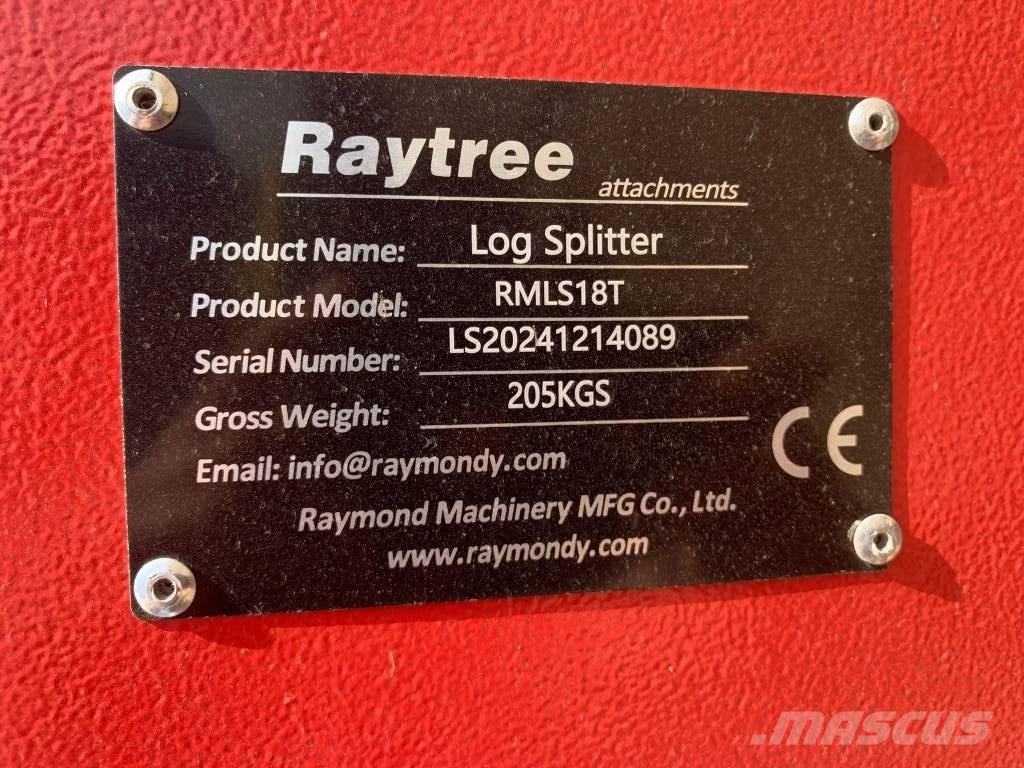 Raytree
attachments
Product Name: Log Splitter
Product Model: RMLS18T
Serial Number: LS20241214089
Gross Weight: 205KGS
CE
Email: info@raymondy.com
Raymond Machinery MFG Co., Ltd.
www.raymondy.com
.MASCUS